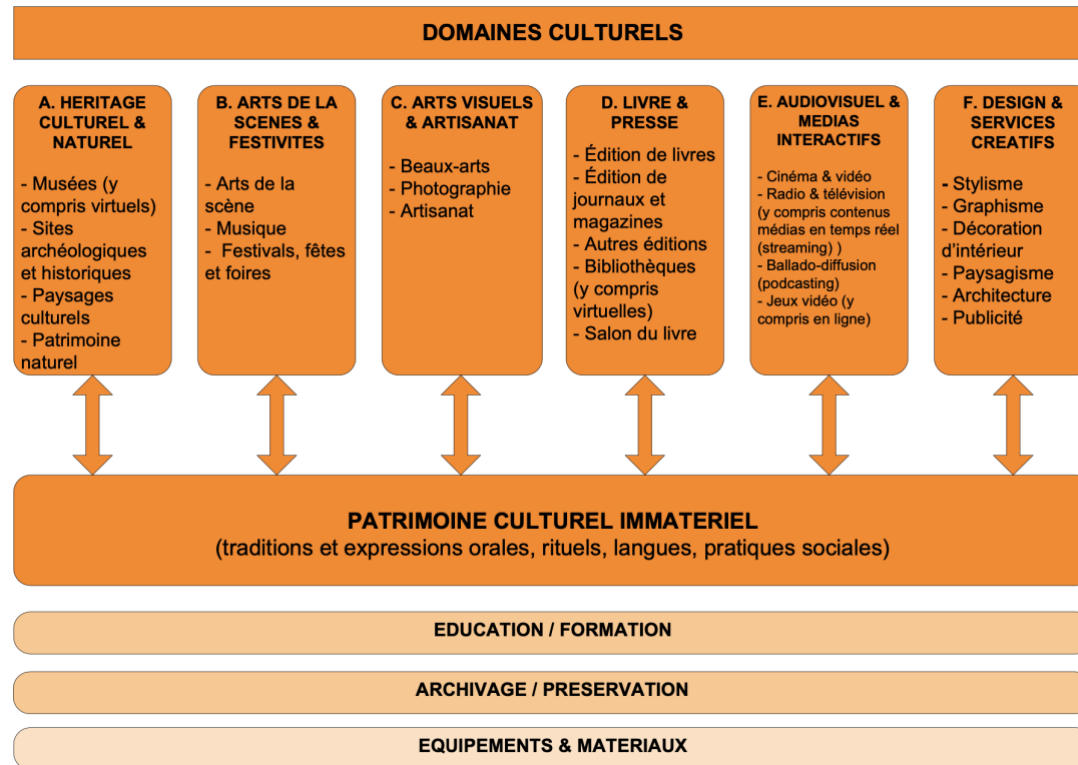 DOMAINES CULTURELS
A. HERITAGE
CULTUREL &
NATUREL
- Musées (y
compris virtuels)
- Sites
archéologiques
et historiques
- Paysages
culturels
- Patrimoine
naturel
B. ARTS DE LA
SCENES &
FESTIVITES
- Arts de la
scène
- Musique
- Festivals, fêtes
et foires
C. ARTS VISUELS
& ARTISANAT
- Beaux-arts
- Photographie
- Artisanat
D. LIVRE &
PRESSE
- Édition de livres
- Édition de
journaux et
magazines
- Autres éditions
- Bibliothèques
(y compris
virtuelles)
- Salon du livre
E. AUDIOVISUEL &
MEDIAS
INTERACTIFS
- Cinéma & vidéo
- Radio & télévision
(y compris contenus
médias en temps réel
(streaming) )
- Ballado-diffusion
(podcasting)
- Jeux vidéo (y
compris en ligne)
F. DESIGN &
SERVICES
CREATIFS
- Stylisme
- Graphisme
- Décoration
d'intérieur
- Paysagisme
- Architecture
- Publicité
PATRIMOINE CULTUREL IMMATERIEL
(traditions et expressions orales, rituels, langues, pratiques sociales)
EDUCATION / FORMATION
ARCHIVAGE / PRESERVATION
EQUIPEMENTS & MATERIAUX